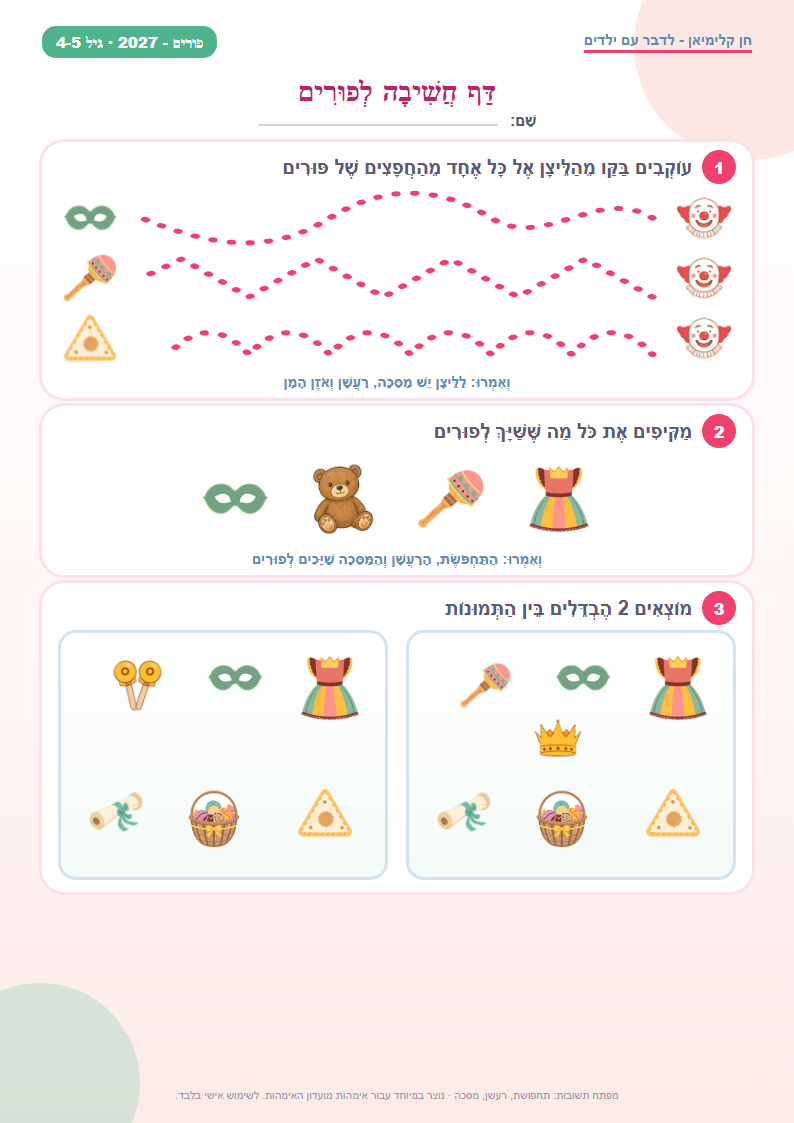 חן קלימיאן - לדבר עם ילדים
פורים - 2027 · גיל 4-5
דַּף חֲשִׁיבָה לְפוּרִים
שֵׁם:
1 עוֹקְבִים בַּקַּו מֵהַלֵּיצָן אֶל כָּל אֶחָד מֵהַחֲפָצִים שֶׁל פּוּרִים
וְאִמְרוּ: לַלֵּיצָן יֵשׁ מַסֵּכָה, רַעֲשָׁן וְאֹזֶן הָמָן
2 מַקִּיפִים אֶת כֹּל מַה שֶּׁשַּׁיָּךְ לְפוּרִים
וְאִמְרוּ: הַתַּחְפֹּשֶׂת, הָרַעֲשָׁן וְהַמַּסֵּכָה שַׁיָּכִים לְפוּרִים
3 מוֹצְאִים 2 הֶבְדֵּלִים בֵּין הַתְּמוּנוֹת
מפתח תשובות: תחפושת, רעשן, מסכה · נוצר במיוחד עבור אימהות מועדון האימהות. לשימוש אישי בלבד.